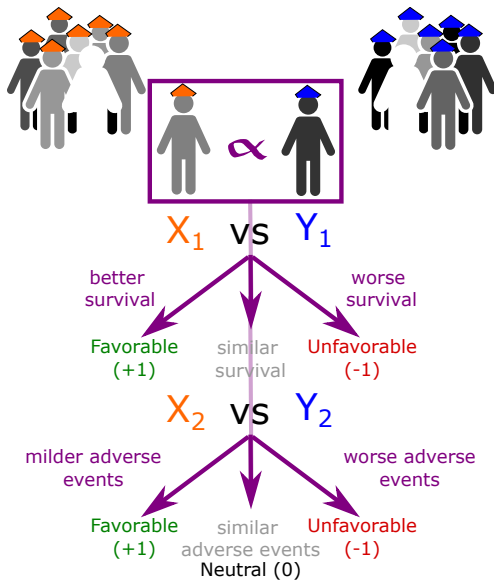 ∝
X₁ vs Y₁
better
survival
worse
survival
Favorable
(+1)
similar
survival
Unfavorable
(-1)
X₂ vs Y₂
milder adverse
events
worse adverse
events
Favorable
(+1)
similar
adverse events
Neutral (0)
Unfavorable
(-1)